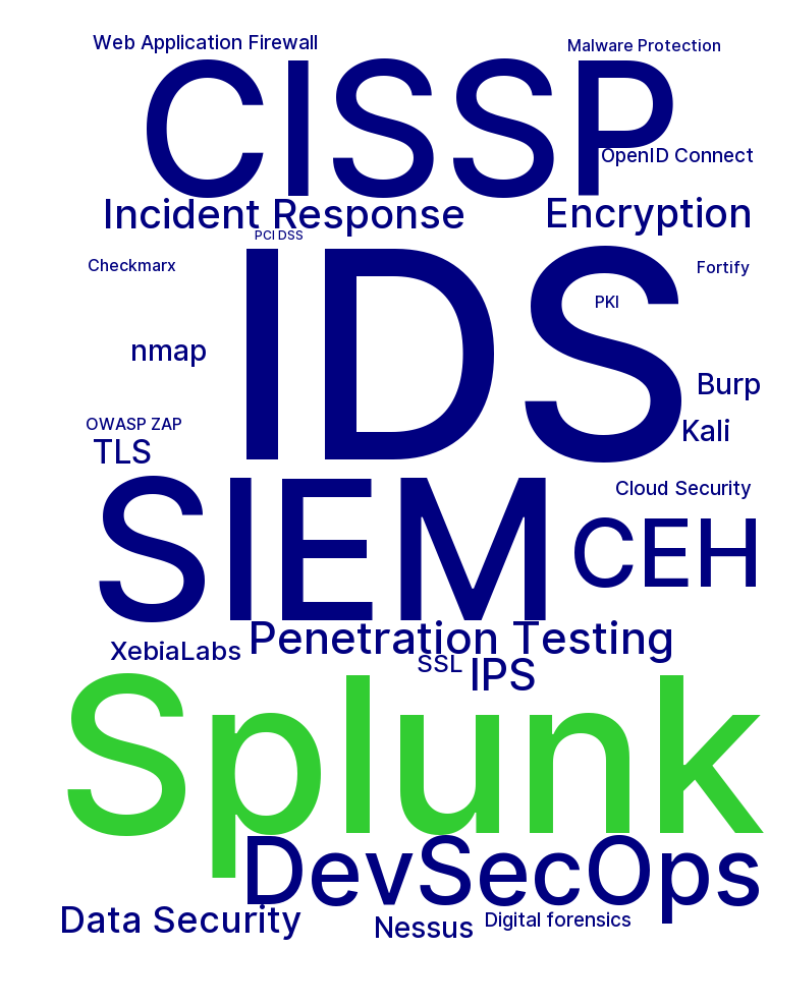 Web Application Firewall
Malware Protection
CISSP
OpenID Connect
Incident Response
Encryption
PCI DSS
Checkmarx
Fortify
IDS
PKI
nmap
Burp
OWASP ZAP
Kali
TLS
Cloud Security
SIEM
CEH
Penetration Testing
XebiaLabs
SSL
IPS
Splunk
DevSecOps
Data Security
Nessus
Digital forensics